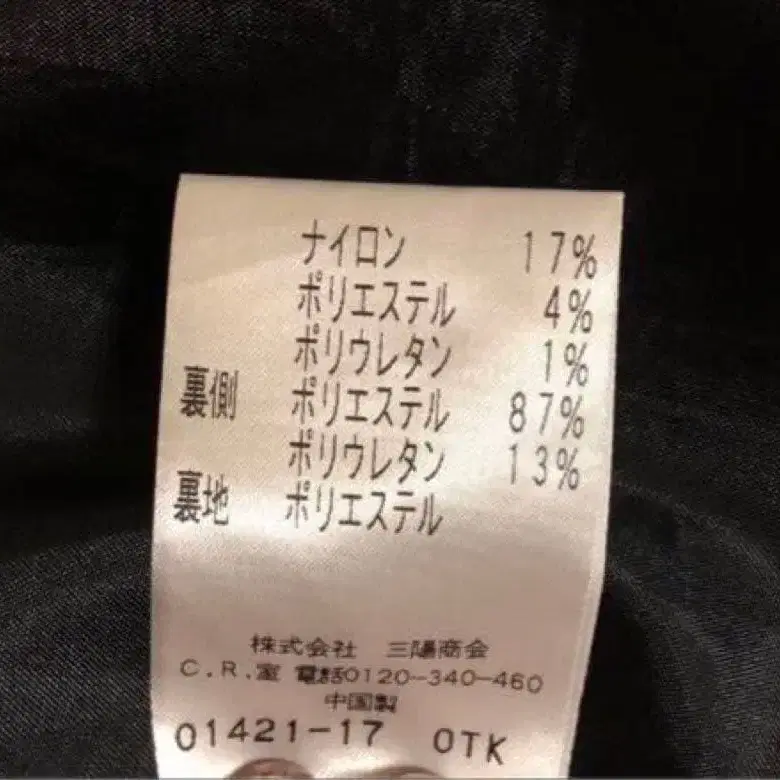 ナイロン 17%
ポリエステル 4%
ポリウレタン 1%
裏側 ポリエステル 87%
ポリウレタン 13%
裏地 ポリエステル
株式会社 三陽商会
C.R.室 電話0120-340-460
中国製
01421-17 OTK